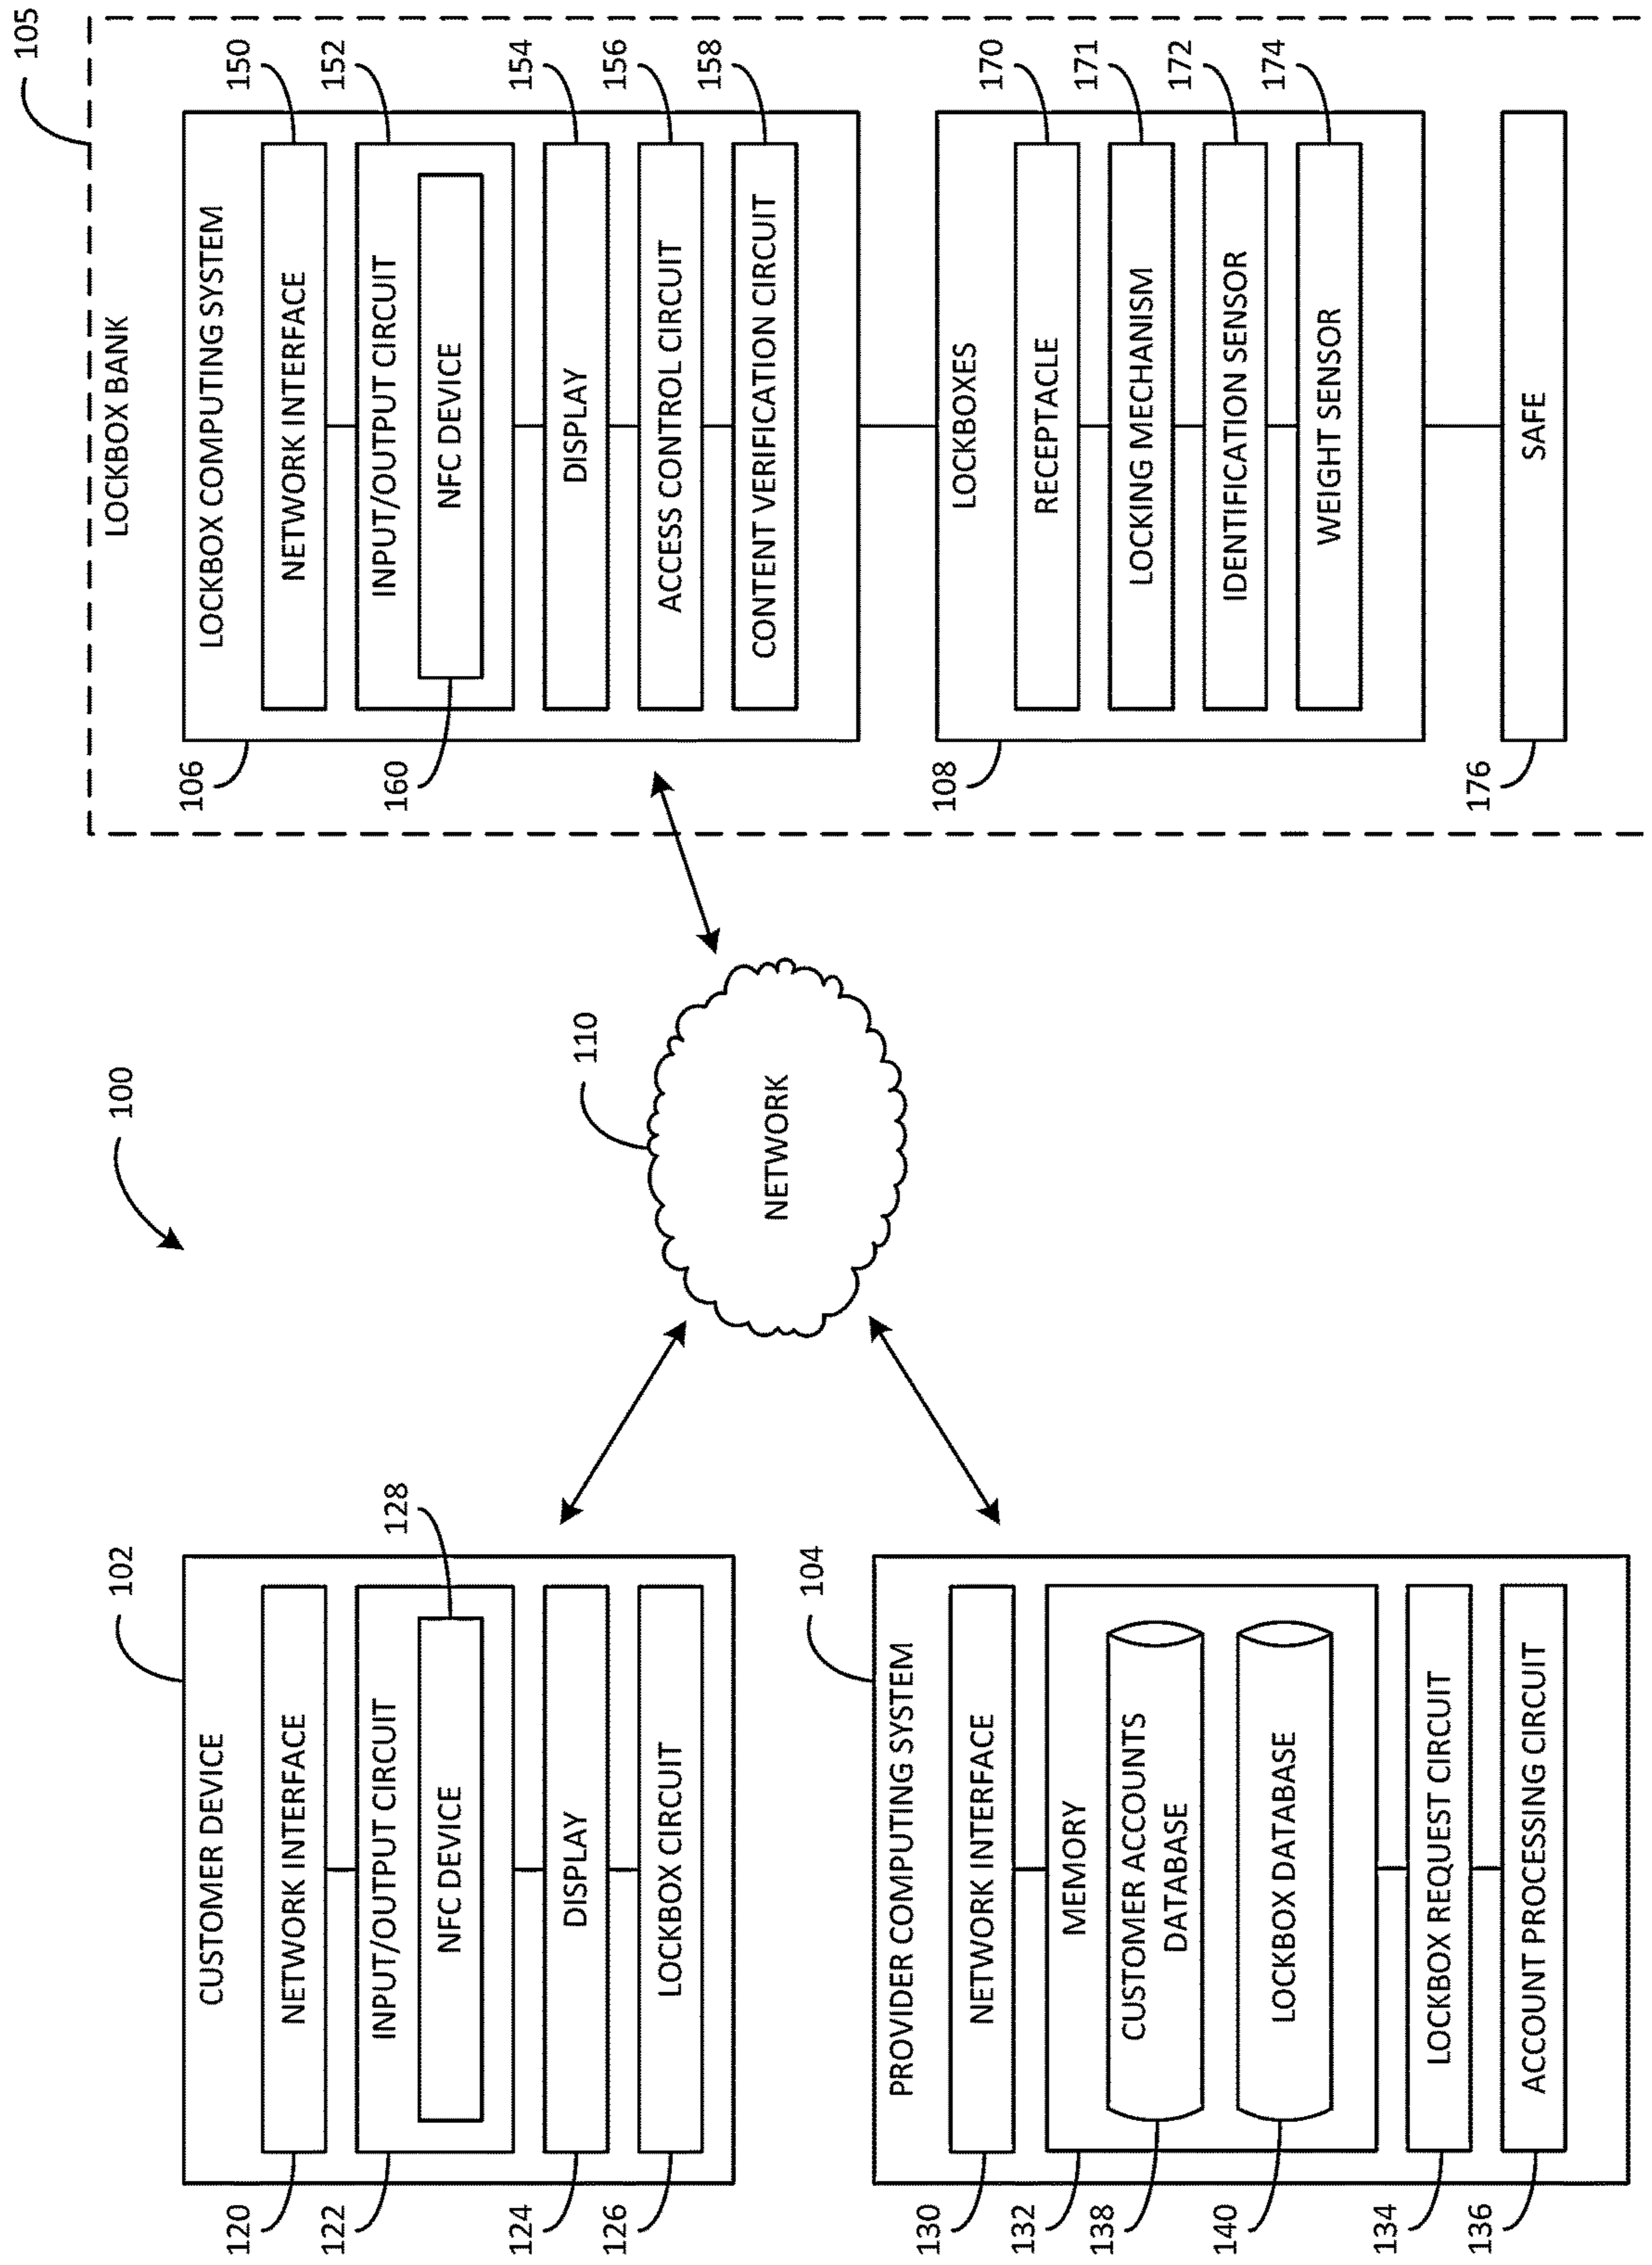 100
102
CUSTOMER DEVICE
120
NETWORK INTERFACE
122
INPUT/OUTPUT CIRCUIT
128
NFC DEVICE
124
DISPLAY
126
LOCKBOX CIRCUIT
104
PROVIDER COMPUTING SYSTEM
130
NETWORK INTERFACE
132
MEMORY
138
CUSTOMER ACCOUNTS
DATABASE
140
LOCKBOX DATABASE
134
LOCKBOX REQUEST CIRCUIT
136
ACCOUNT PROCESSING CIRCUIT
110
NETWORK
105
LOCKBOX BANK
106
LOCKBOX COMPUTING SYSTEM
150
NETWORK INTERFACE
152
INPUT/OUTPUT CIRCUIT
160
NFC DEVICE
154
DISPLAY
156
ACCESS CONTROL CIRCUIT
158
CONTENT VERIFICATION CIRCUIT
108
LOCKBOXES
170
RECEPTACLE
171
LOCKING MECHANISM
172
IDENTIFICATION SENSOR
174
WEIGHT SENSOR
176
SAFE